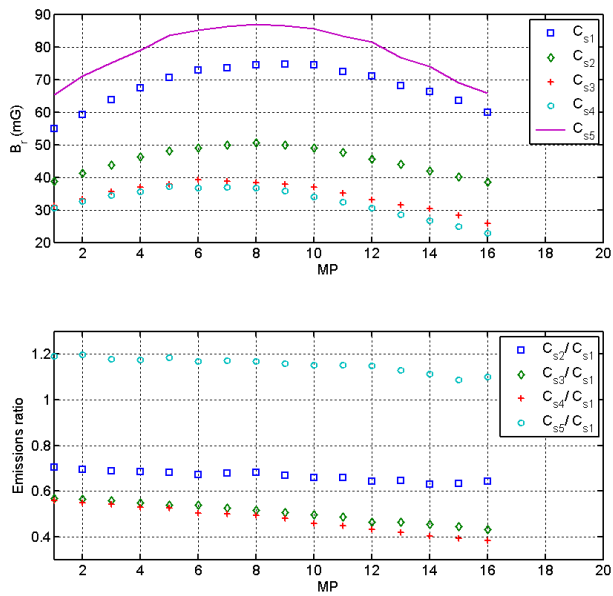 90
80
70
60
50
40
30
20
B_r (mG)
C_s1
C_s2
C_s3
C_s4
C_s5
2 4 6 8 10 12 14 16 18 20
MP
1.2
1
0.8
0.6
0.4
Emissions ratio
C_s2/ C_s1
C_s3/ C_s1
C_s4/ C_s1
C_s5/ C_s1
2 4 6 8 10 12 14 16 18 20
MP